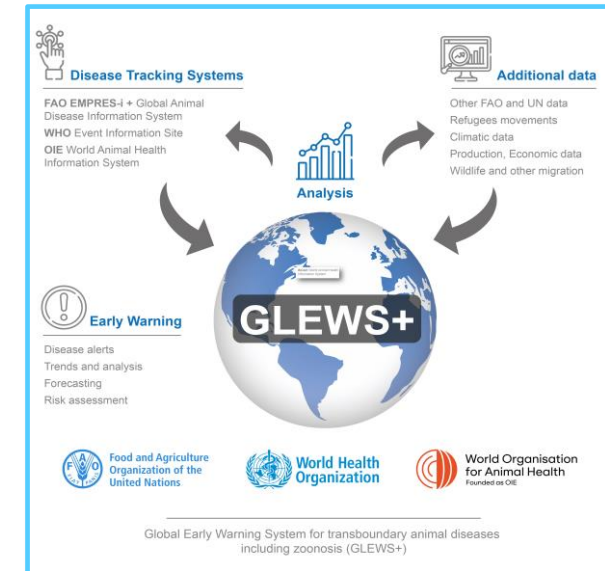 Disease Tracking Systems
FAO EMPRES-i + Global Animal
Disease Information System
WHO Event Information Site
OIE World Animal Health
Information System
Additional data
Other FAO and UN data
Refugees movements
Climatic data
Production, Economic data
Wildlife and other migration
Analysis
GLEWS+
Early Warning
Disease alerts
Trends and analysis
Forecasting
Risk assessment
FAO
FIAT PANIS
Food and Agriculture
Organization of the
United Nations
World Health
Organization
World Organisation
for Animal Health
Founded as OIE
Global Early Warning System for transboundary animal diseases
including zoonosis (GLEWS+)